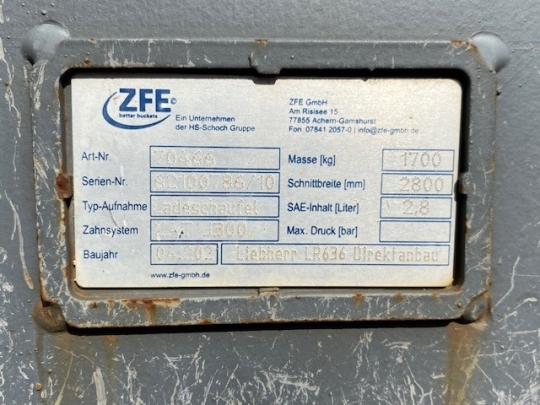 ZFE©
better buckets
Ein Unternehmen
der HS-Schoch Gruppe
ZFE GmbH
Am Risisee 15
77855 Achern-Gamshurst
Fon 07841 2057-0 | info@zfe-gmbh.de
Art-Nr.
Masse [kg] 1700
Serien-Nr. Schnittbreite [mm] 2800
Typ-Aufnahme Ladeschaufel SAE-Inhalt [Liter] 2,8
Zahnsystem Max. Druck [bar]
Baujahr Liebherr LR636 Direktanbau
www.zfe-gmbh.de